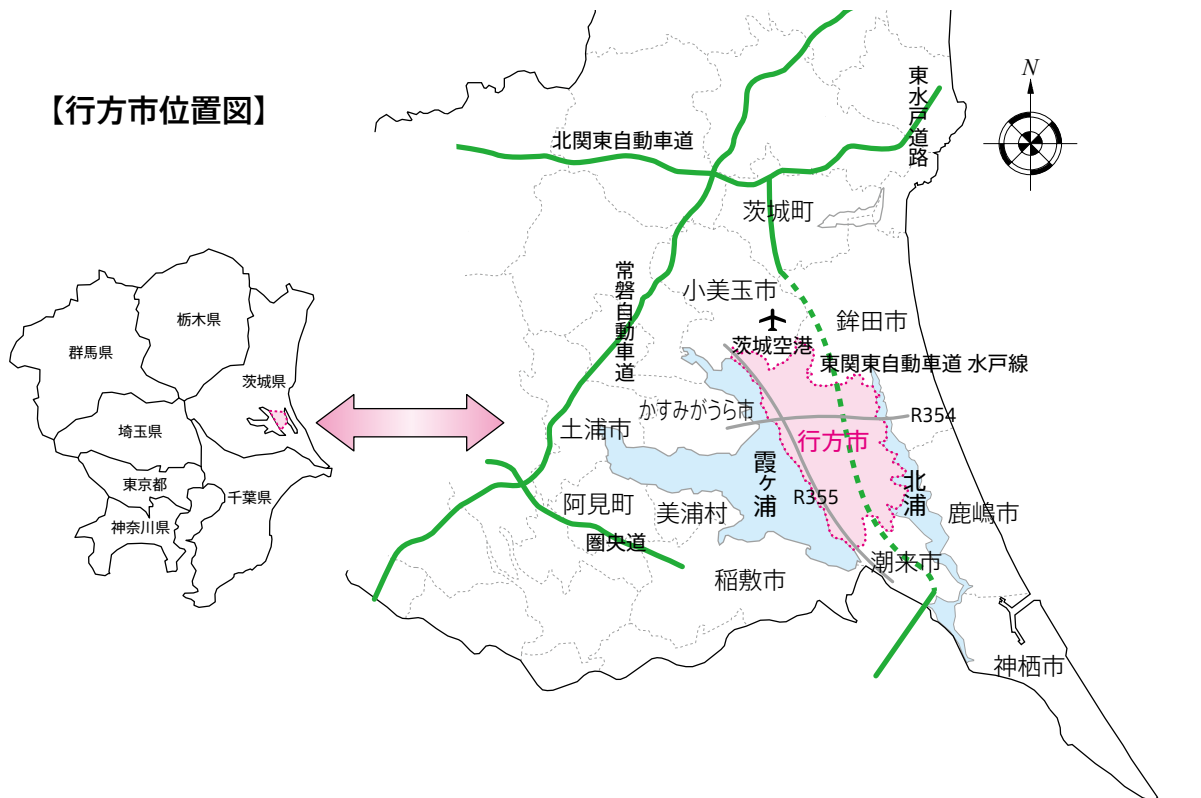 【行方市位置図】
N
東水戸道路
北関東自動車道
茨城町
常磐自動車道
小美玉市
鉾田市
茨城空港
東関東自動車道 水戸線
栃木県
群馬県
茨城県
埼玉県
東京都
千葉県
神奈川県
かすみがうら市
R354
土浦市
行方市
霞ヶ浦
R355
北浦
阿見町
美浦村
鹿嶋市
圏央道
潮来市
稲敷市
神栖市